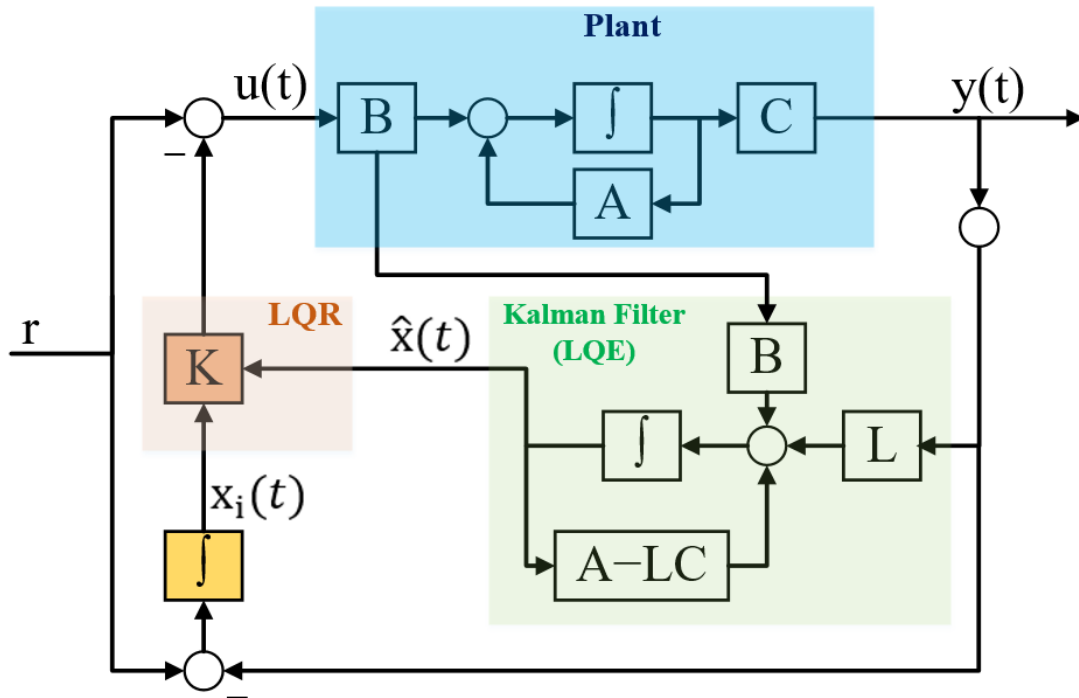 Plant
u(t)
y(t)
B
∫
C
−
A
LQR
Kalman Filter
(LQE)
r
x̂(t)
B
K
∫
L
xᵢ(t)
∫
A−LC
−